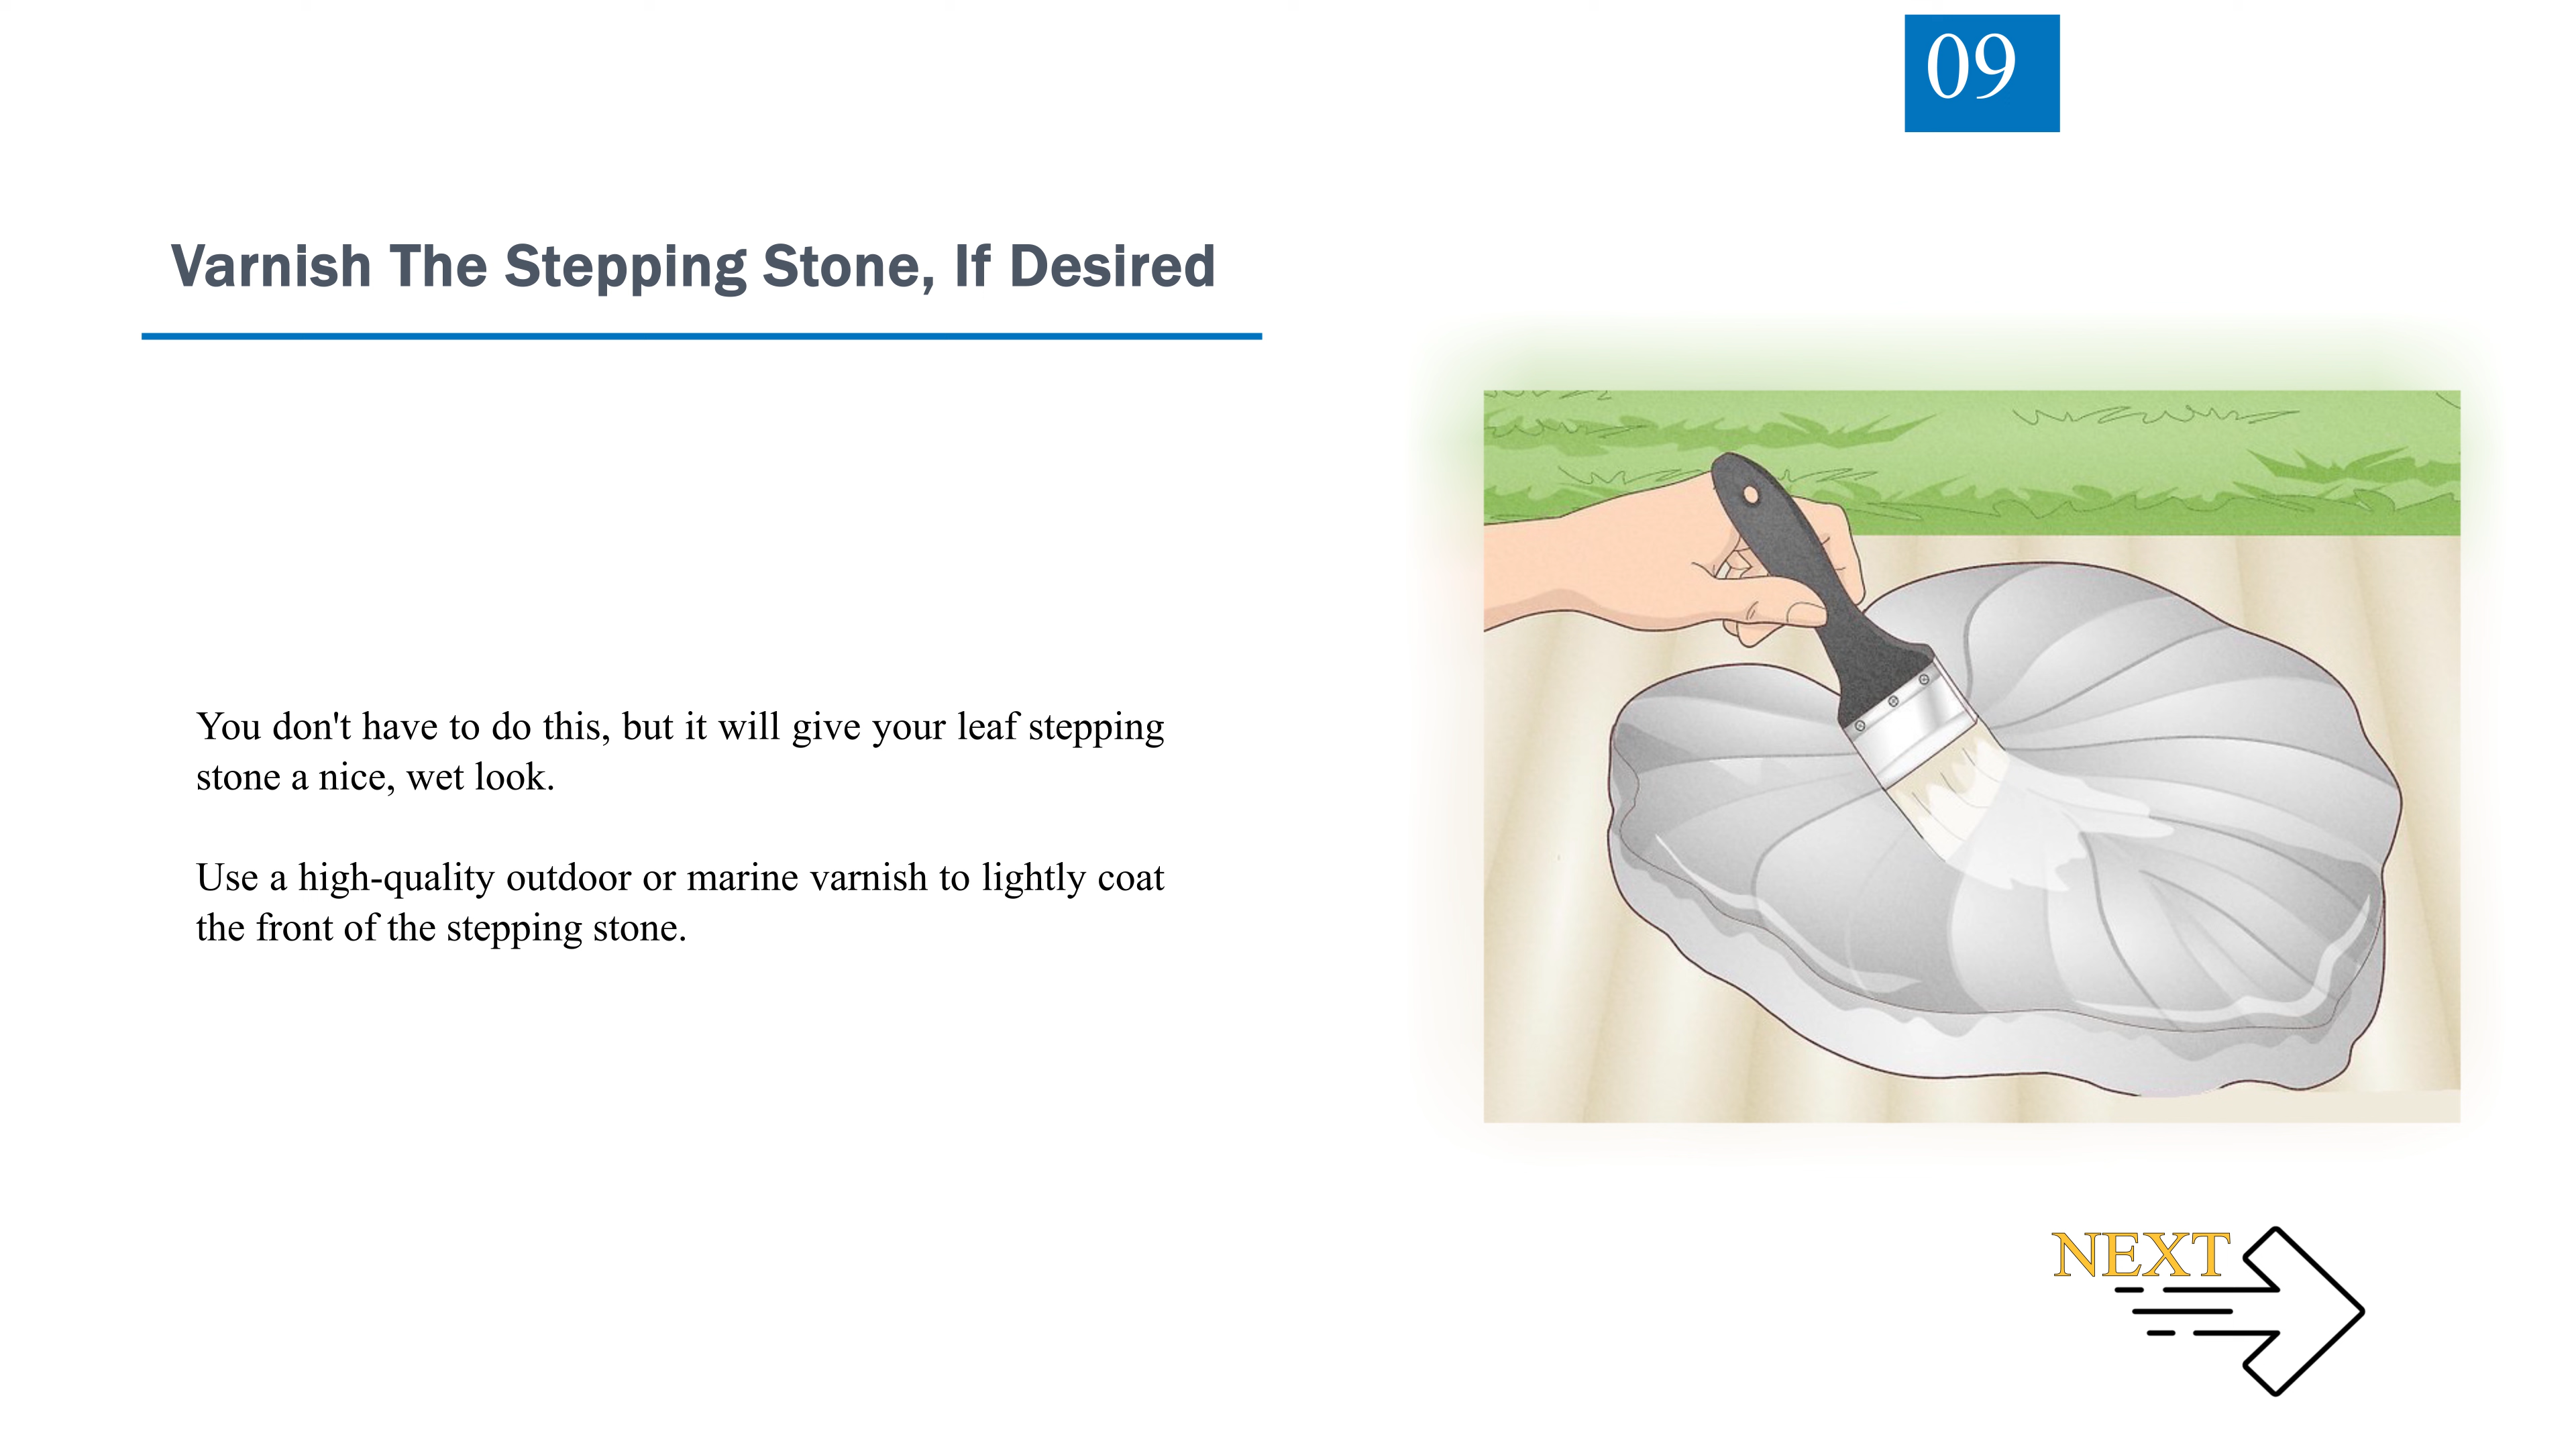 09
Varnish The Stepping Stone, If Desired
You don't have to do this, but it will give your leaf stepping
stone a nice, wet look.
Use a high-quality outdoor or marine varnish to lightly coat
the front of the stepping stone.
NEXT